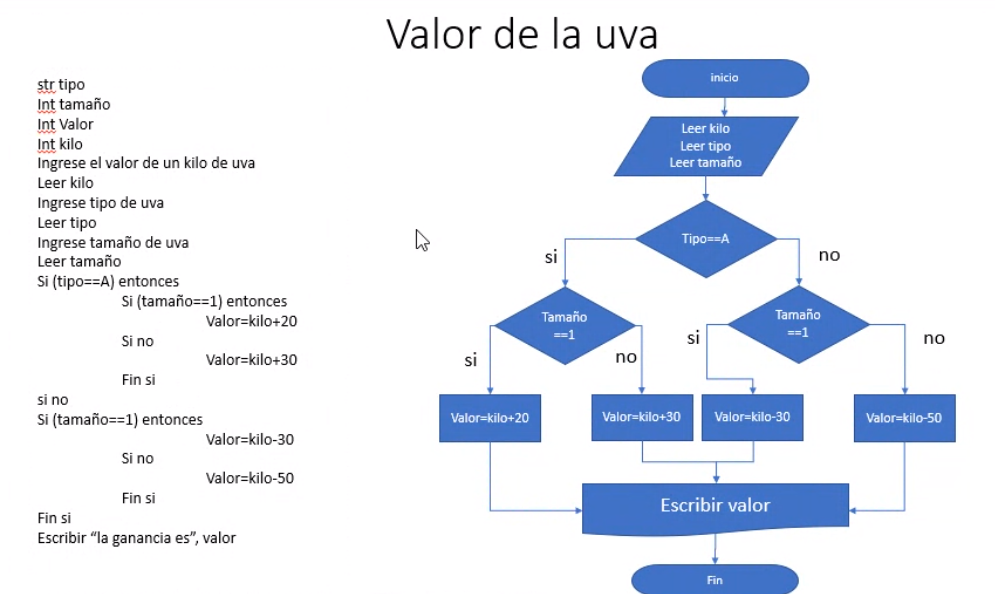 Valor de la uva
str tipo
Int tamaño
Int Valor
Int kilo
Ingrese el valor de un kilo de uva
Leer kilo
Ingrese tipo de uva
Leer tipo
Ingrese tamaño de uva
Leer tamaño
Si (tipo==A) entonces
Si (tamaño==1) entonces
Valor=kilo+20
Si no
Valor=kilo+30
Fin si
si no
Si (tamaño==1) entonces
Valor=kilo-30
Si no
Valor=kilo-50
Fin si
Fin si
Escribir “la ganancia es”, valor
inicio
Leer kilo
Leer tipo
Leer tamaño
Tipo==A
si
no
Tamaño
==1
si
no
Tamaño
==1
si
no
Valor=kilo+20
Valor=kilo+30
Valor=kilo-30
Valor=kilo-50
Escribir valor
Fin